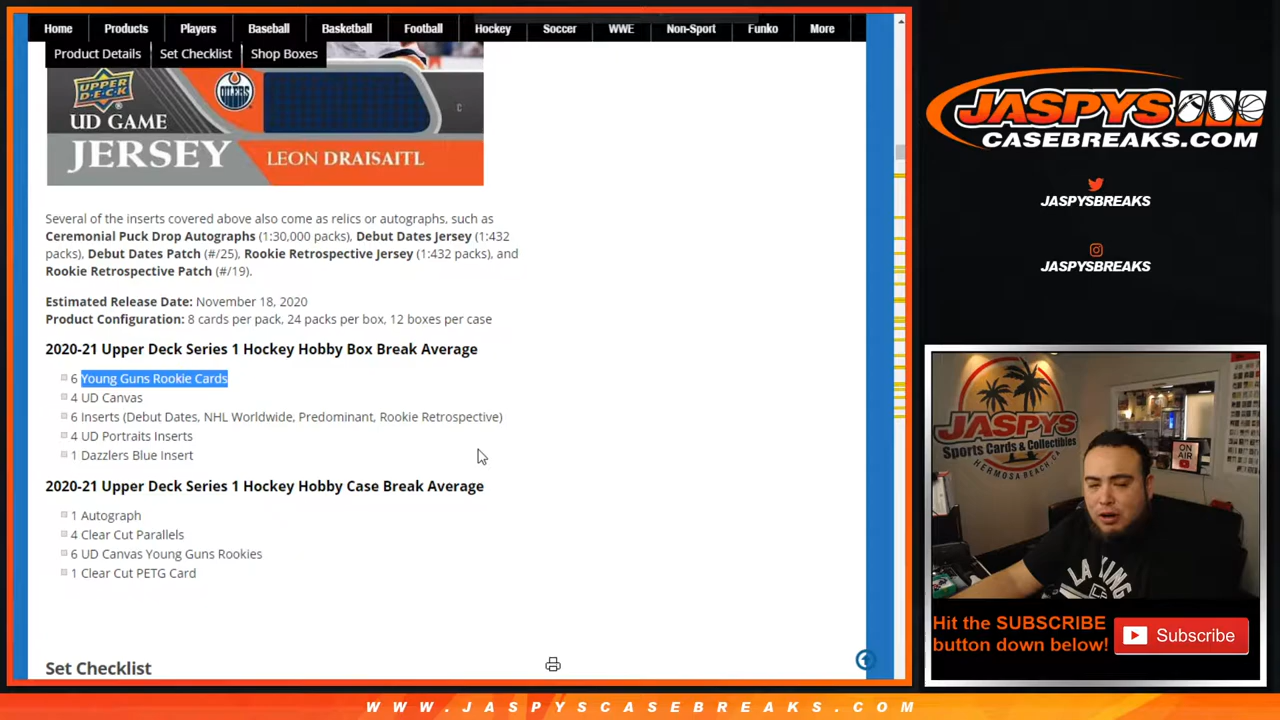 Home Products Players Baseball Basketball Football Hockey Soccer WWE Non-Sport Funko More
Product Details Set Checklist Shop Boxes
UPPER DECK
OILERS
UD GAME
JERSEY LEON DRAISAITL
Several of the inserts covered above also come as relics or autographs, such as
Ceremonial Puck Drop Autographs (1:30,000 packs), Debut Dates Jersey (1:432
packs), Debut Dates Patch (#/25), Rookie Retrospective Jersey (1:432 packs), and
Rookie Retrospective Patch (#/19).
Estimated Release Date: November 18, 2020
Product Configuration: 8 cards per pack, 24 packs per box, 12 boxes per case
2020-21 Upper Deck Series 1 Hockey Hobby Box Break Average
6 Young Guns Rookie Cards
4 UD Canvas
6 Inserts (Debut Dates, NHL Worldwide, Predominant, Rookie Retrospective)
4 UD Portraits Inserts
1 Dazzlers Blue Insert
2020-21 Upper Deck Series 1 Hockey Hobby Case Break Average
1 Autograph
4 Clear Cut Parallels
6 UD Canvas Young Guns Rookies
1 Clear Cut PETG Card
Set Checklist
JASPYS
CASEBREAKS.COM
JASPYSBREAKS
JASPYSBREAKS
JASPYS
Sports Cards & Collectibles
HERMOSA BEACH, CA
ON AIR
Hit the SUBSCRIBE
button down below!
Subscribe
WWW.JASPYSCASEBREAKS.COM